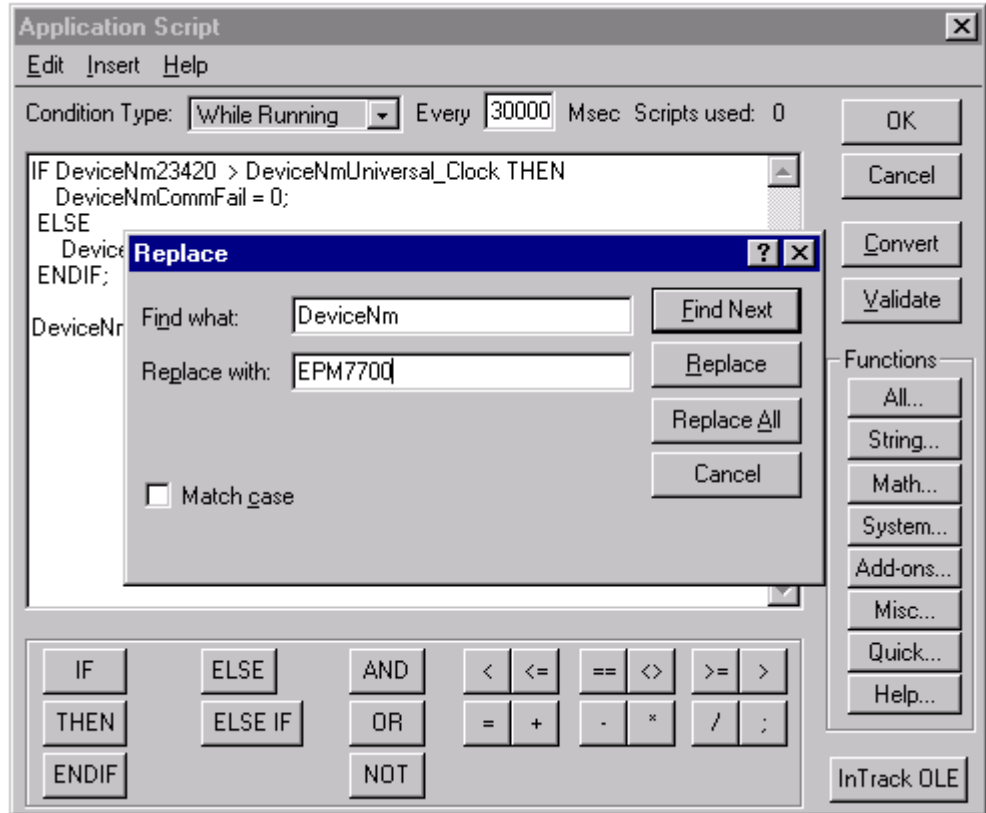 Application Script
Edit Insert Help
Condition Type: While Running Every 30000 Msec Scripts used: 0
OK
Cancel
Convert
Validate
IF DeviceNm23420 > DeviceNmUniversal_Clock THEN
DeviceNmCommFail = 0;
ELSE
Device
ENDIF;
DeviceNm
Replace ?
Find what: DeviceNm
Replace with: EPM7700
Match case
Find Next
Replace
Replace All
Cancel
Functions
All...
String...
Math...
System...
Add-ons...
Misc...
Quick...
Help...
IF ELSE AND < <= == <> >= >
THEN ELSE IF OR = + - * / ;
ENDIF NOT
InTrack OLE